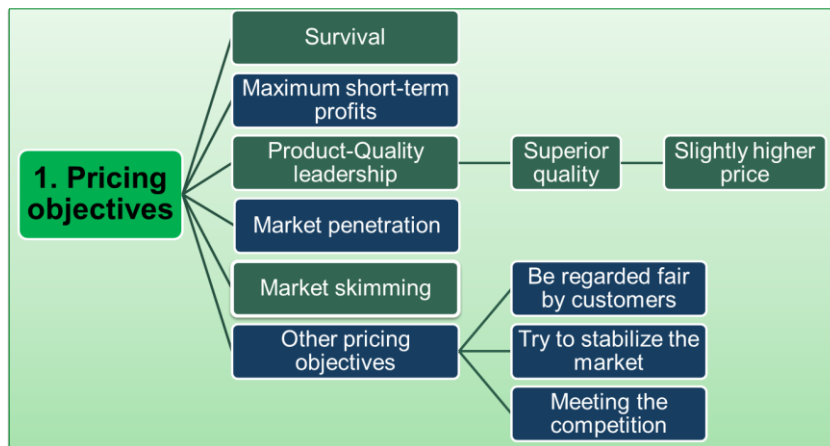 1. Pricing
objectives
Survival
Maximum short-term
profits
Product-Quality
leadership
Superior
quality
Slightly higher
price
Market penetration
Market skimming
Other pricing
objectives
Be regarded fair
by customers
Try to stabilize the
market
Meeting the
competition